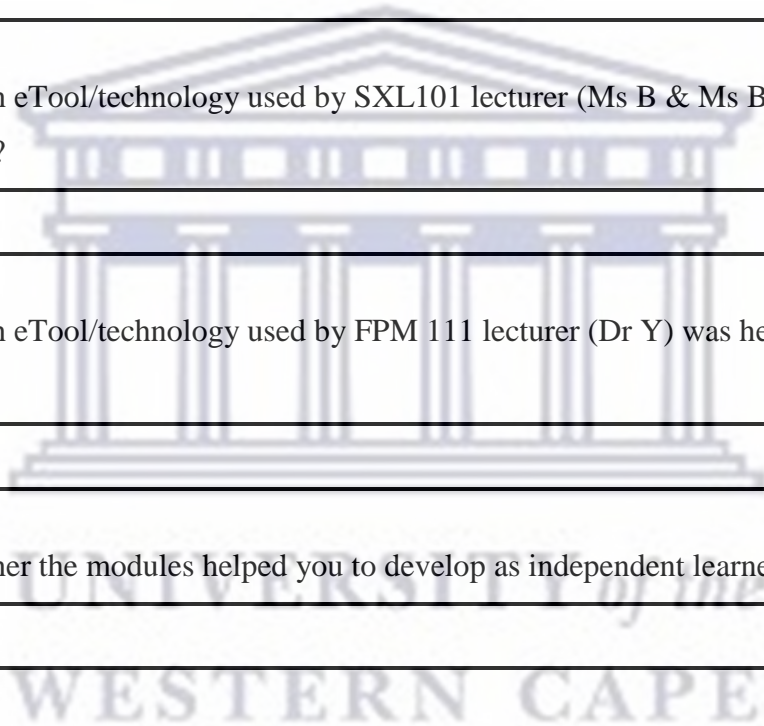 eTool/technology used by SXL101 lecturer (Ms B & Ms B
?
eTool/technology used by FPM 111 lecturer (Dr Y) was he
her the modules helped you to develop as independent learne
UNIVERSITY of the
WESTERN CAPE